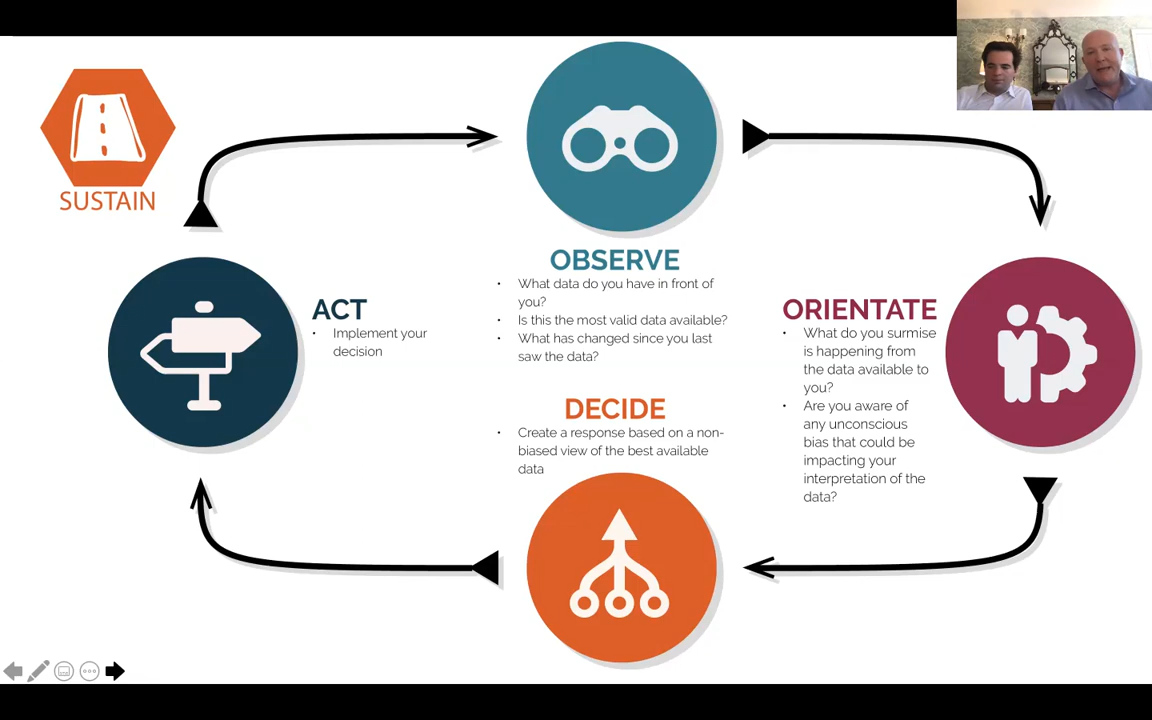 SUSTAIN
OBSERVE
• What data do you have in front of
you?
• Is this the most valid data available?
• What has changed since you last
saw the data?
ACT
• Implement your
decision
ORIENTATE
• What do you surmise
is happening from
the data available to
you?
• Are you aware of
any unconscious
bias that could be
impacting your
interpretation of the
data?
DECIDE
• Create a response based on a non-
biased view of the best available
data